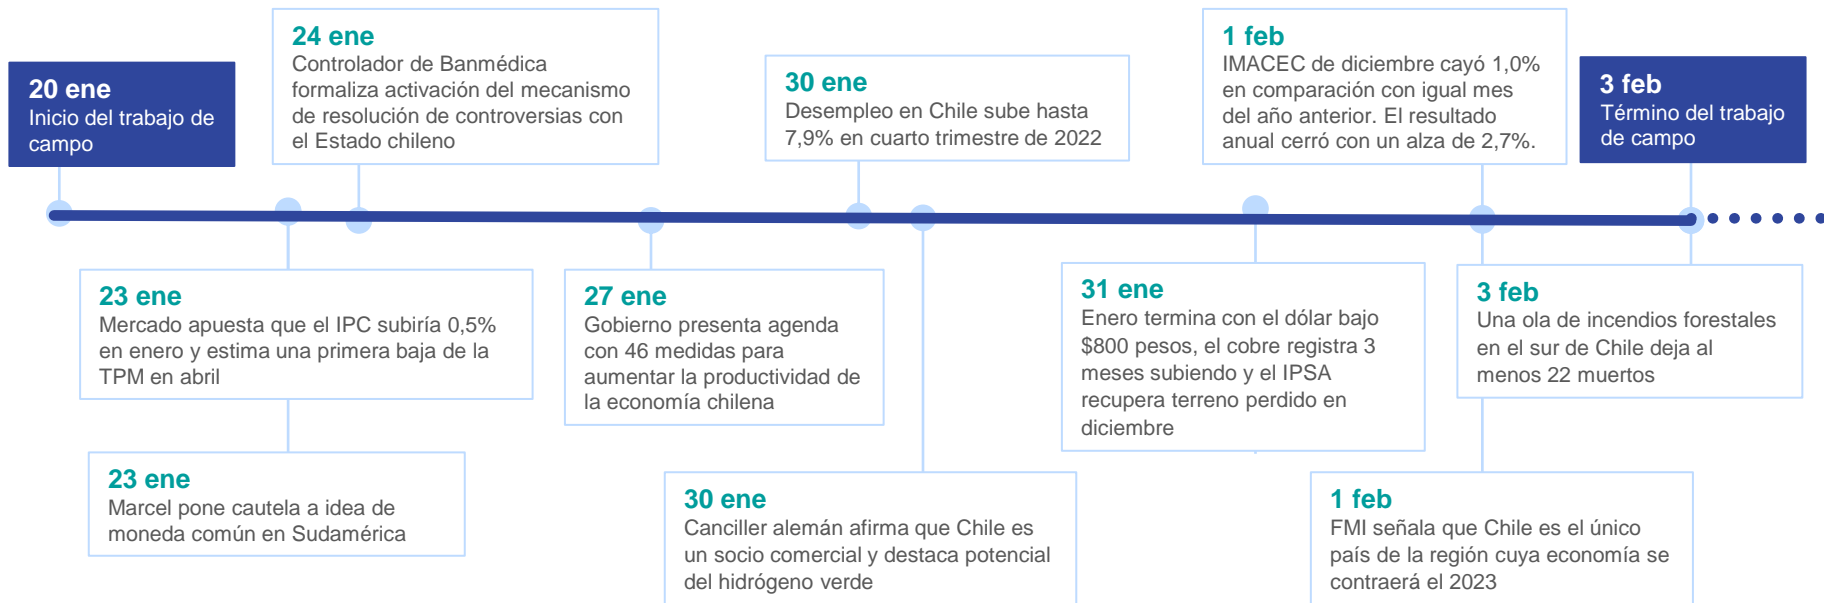 20 ene
Inicio del trabajo de
campo
24 ene
Controlador de Banmédica
formaliza activación del mecanismo
de resolución de controversias con
el Estado chileno
30 ene
Desempleo en Chile sube hasta
7,9% en cuarto trimestre de 2022
1 feb
IMACEC de diciembre cayó 1,0%
en comparación con igual mes
del año anterior. El resultado
anual cerró con un alza de 2,7%.
3 feb
Término del trabajo
de campo
23 ene
Mercado apuesta que el IPC subiría 0,5%
en enero y estima una primera baja de la
TPM en abril
27 ene
Gobierno presenta agenda
con 46 medidas para
aumentar la productividad de
la economía chilena
31 ene
Enero termina con el dólar bajo
$800 pesos, el cobre registra 3
meses subiendo y el IPSA
recupera terreno perdido en
diciembre
3 feb
Una ola de incendios forestales
en el sur de Chile deja al
menos 22 muertos
23 ene
Marcel pone cautela a idea de
moneda común en Sudamérica
30 ene
Canciller alemán afirma que Chile es
un socio comercial y destaca potencial
del hidrógeno verde
1 feb
FMI señala que Chile es el único
país de la región cuya economía se
contraerá el 2023